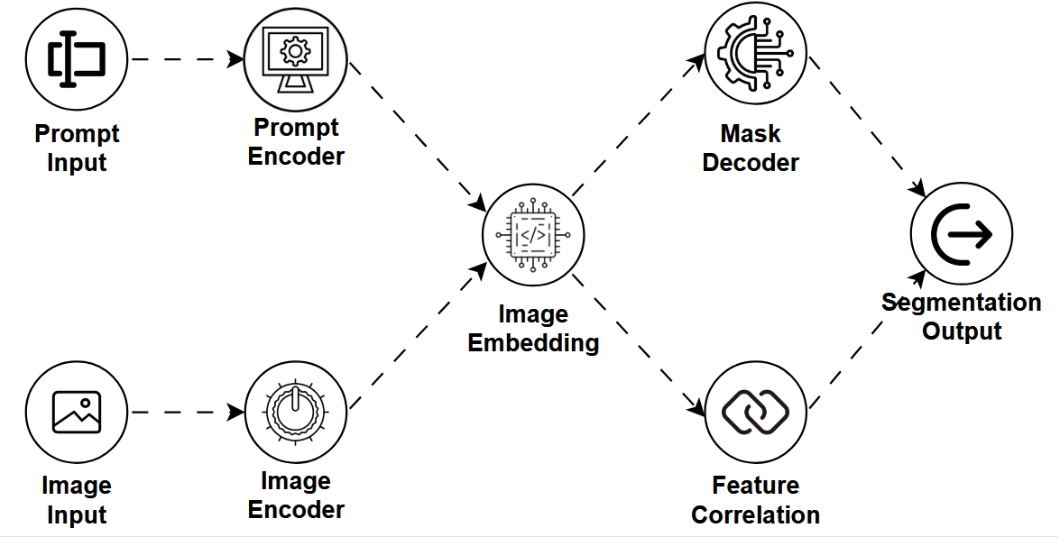 Prompt
Input
Prompt
Encoder
Mask
Decoder
</>
Image
Embedding
Segmentation
Output
Image
Input
Image
Encoder
Feature
Correlation